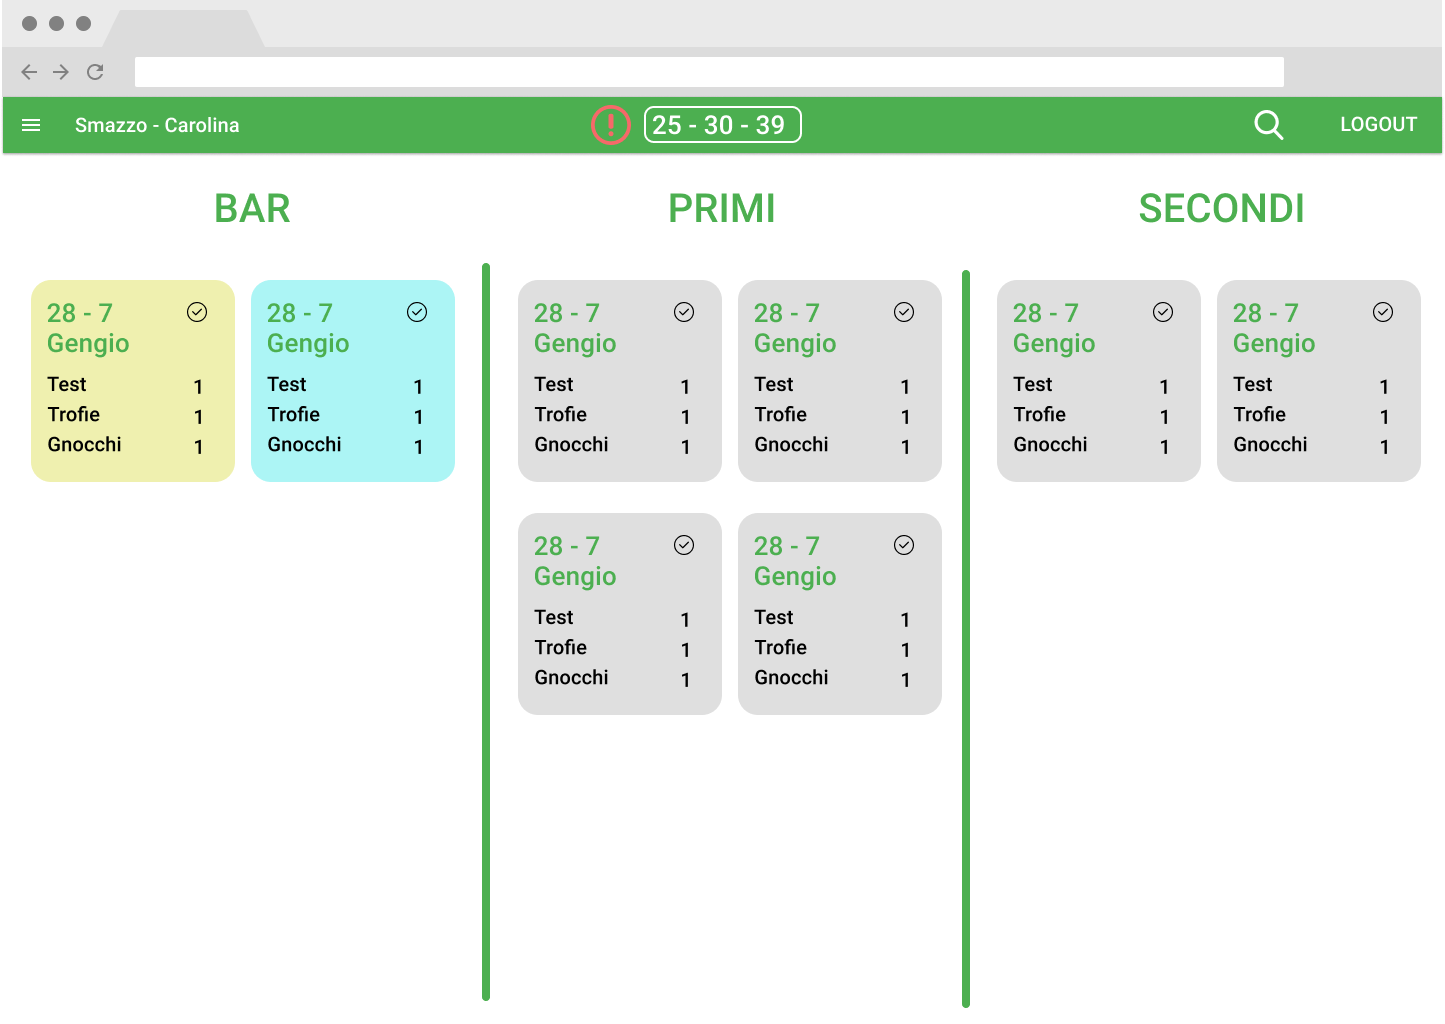 Smazzo - Carolina
25 - 30 - 39
LOGOUT
BAR
28 - 7
Gengio
Test 1
Trofie 1
Gnocchi 1
28 - 7
Gengio
Test 1
Trofie 1
Gnocchi 1
PRIMI
28 - 7
Gengio
Test 1
Trofie 1
Gnocchi 1
28 - 7
Gengio
Test 1
Trofie 1
Gnocchi 1
28 - 7
Gengio
Test 1
Trofie 1
Gnocchi 1
28 - 7
Gengio
Test 1
Trofie 1
Gnocchi 1
SECONDI
28 - 7
Gengio
Test 1
Trofie 1
Gnocchi 1
28 - 7
Gengio
Test 1
Trofie 1
Gnocchi 1